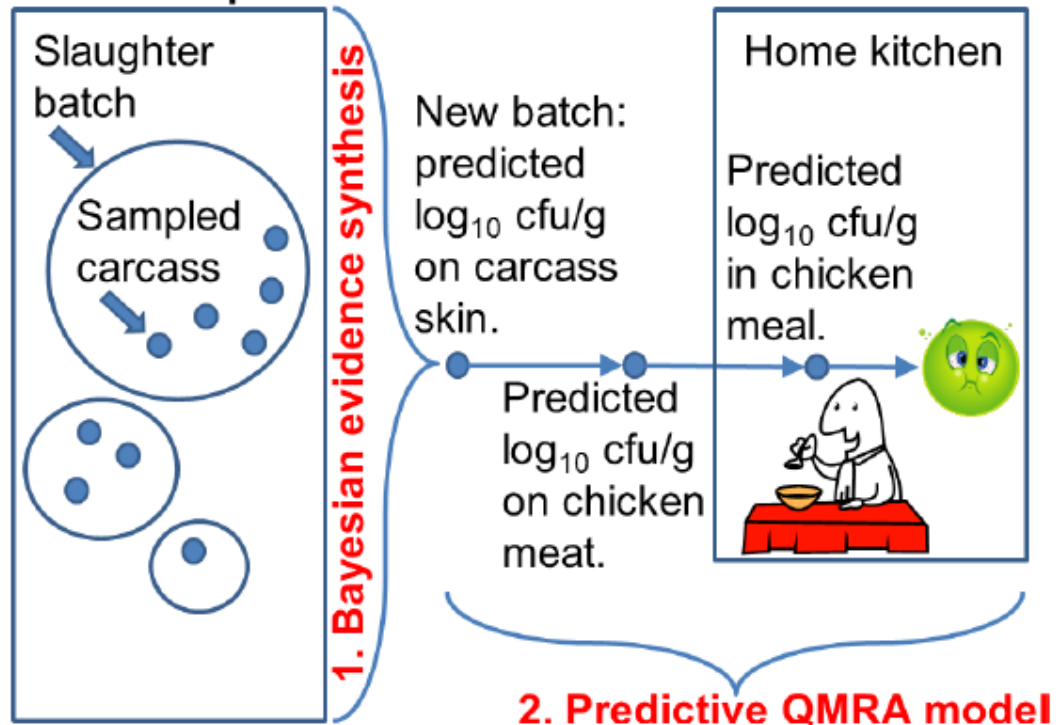 Slaughter
batch
Sampled
carcass
1. Bayesian evidence synthesis
New batch:
predicted
log₁₀ cfu/g
on carcass
skin.
Predicted
log₁₀ cfu/g
on chicken
meat.
Home kitchen
Predicted
log₁₀ cfu/g
in chicken
meal.
2. Predictive QMRA model